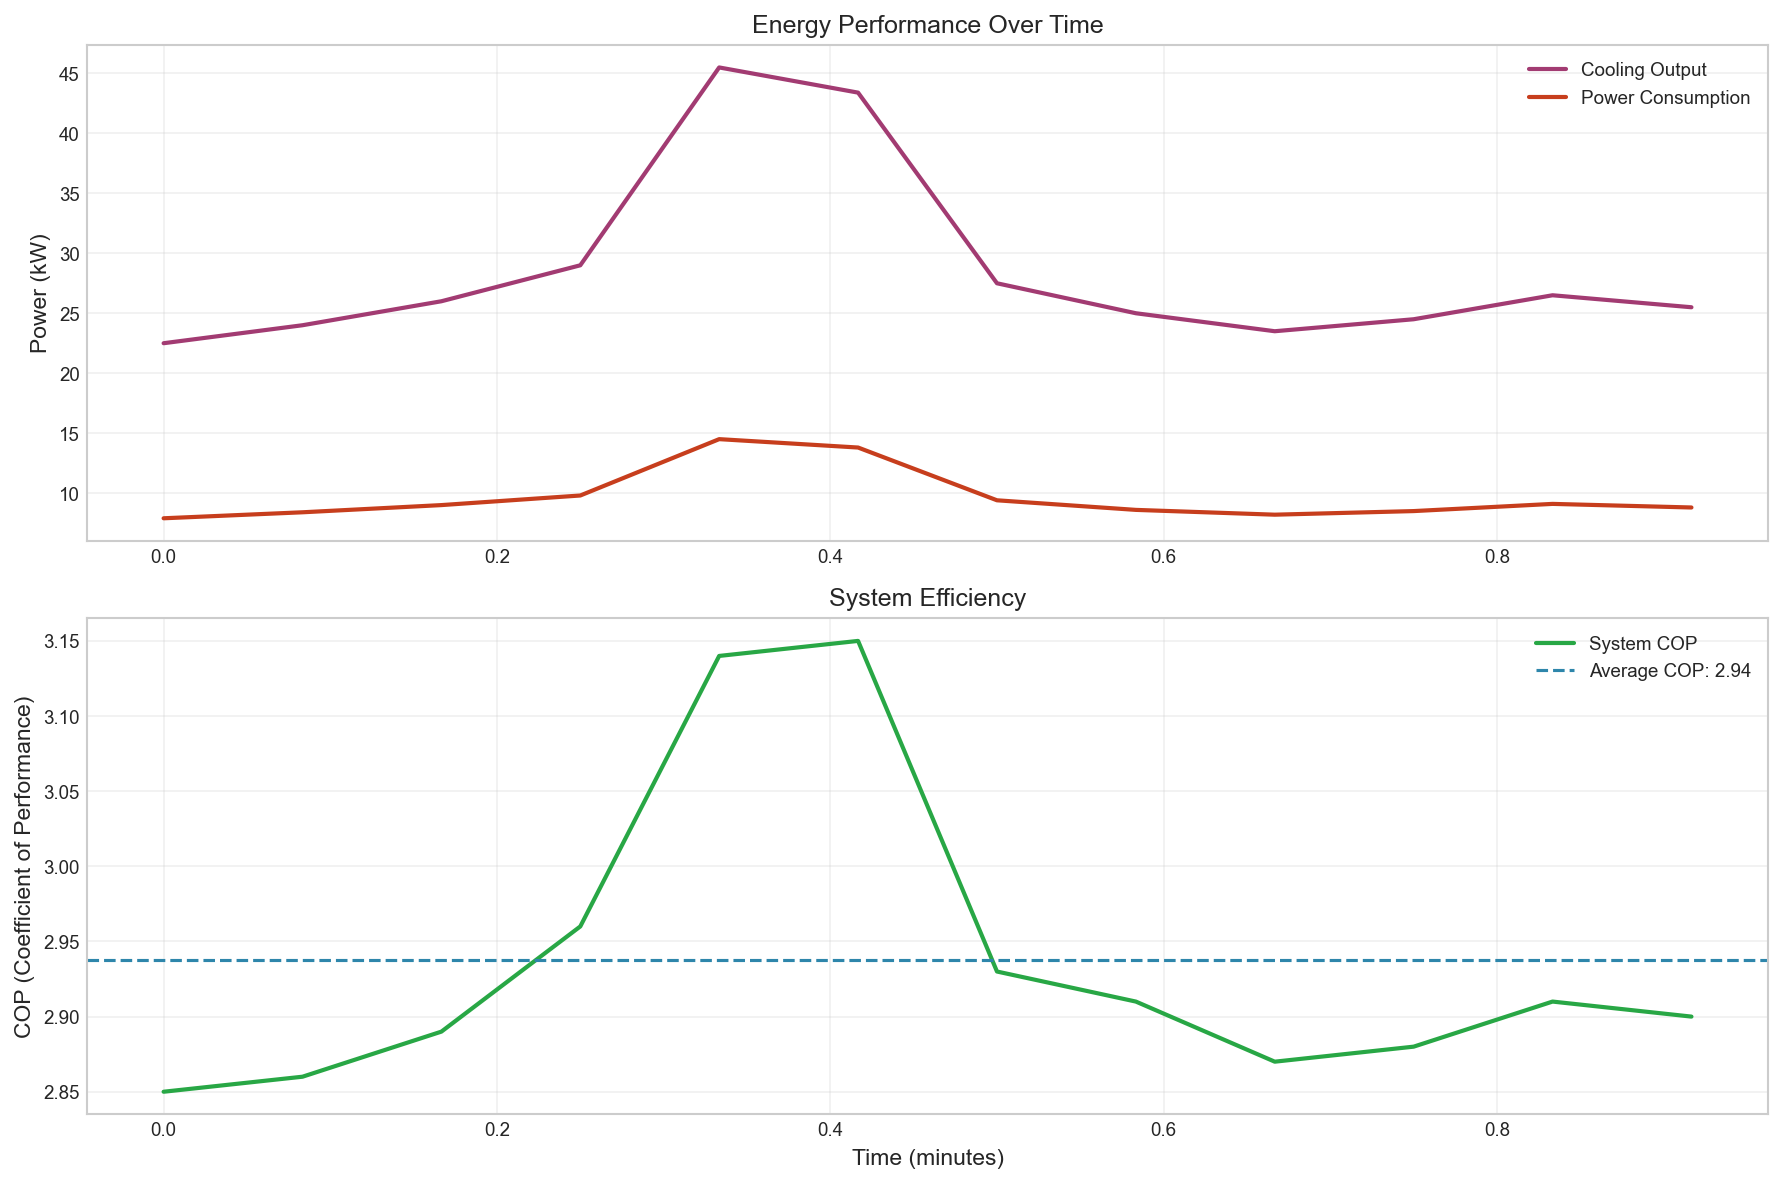 Energy Performance Over Time
Cooling Output
Power Consumption
Power (kW)
45
40
35
30
25
20
15
10
0.0 0.2 0.4 0.6 0.8
System Efficiency
System COP
Average COP: 2.94
COP (Coefficient of Performance)
3.15
3.10
3.05
3.00
2.95
2.90
2.85
0.0 0.2 0.4 0.6 0.8
Time (minutes)